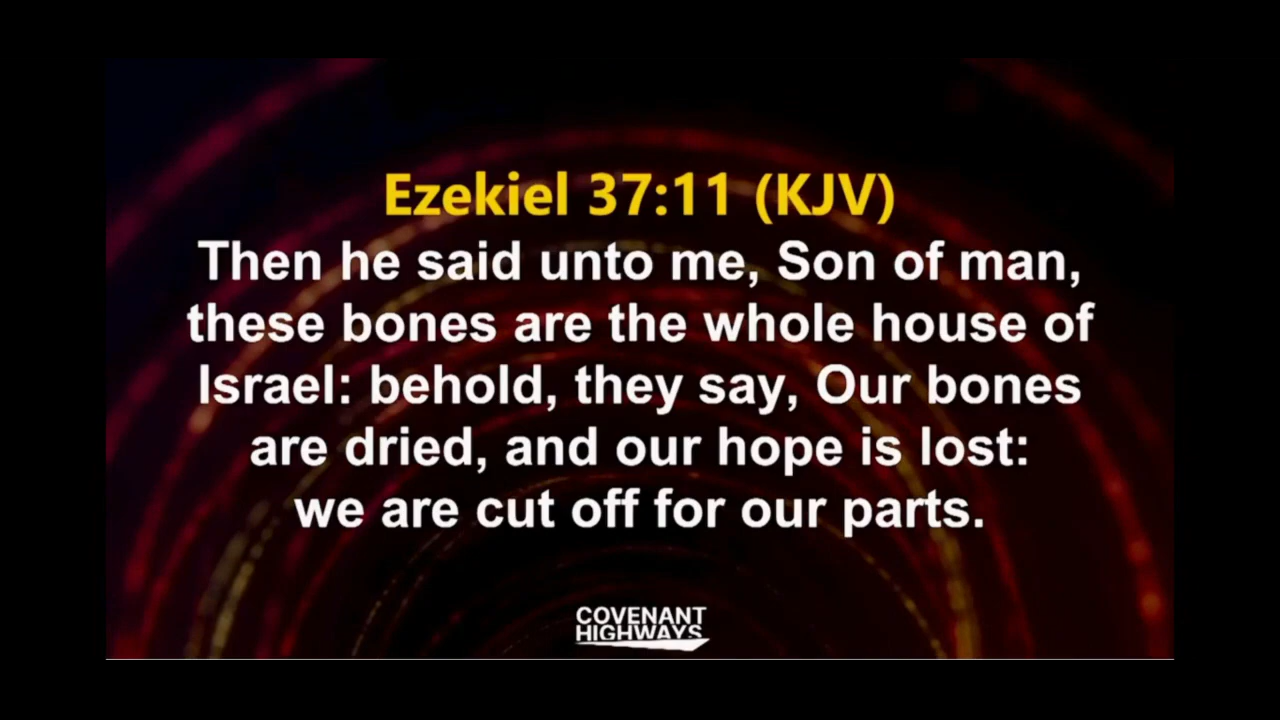 Ezekiel 37:11 (KJV)
Then he said unto me, Son of man,
these bones are the whole house of
Israel: behold, they say, Our bones
are dried, and our hope is lost:
we are cut off for our parts.
COVENANT
HIGHWAYS